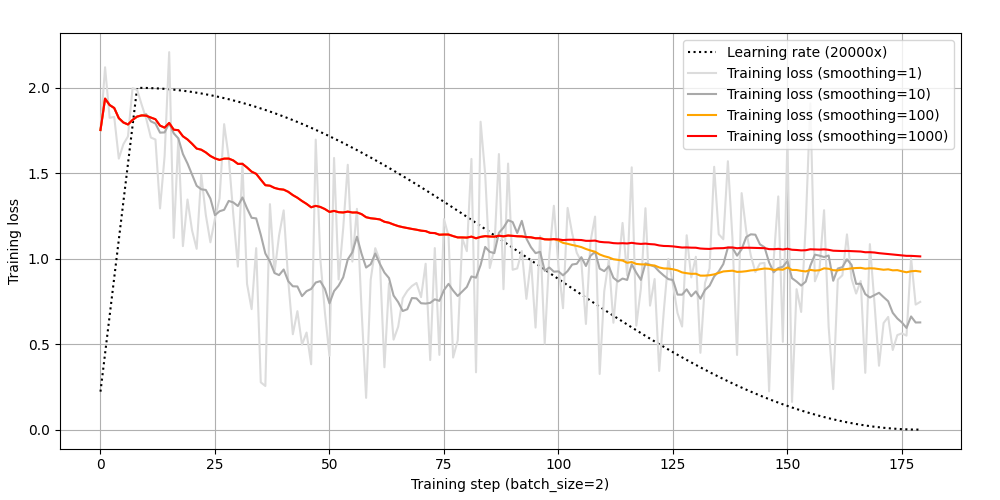 Learning rate (20000x)
Training loss (smoothing=1)
Training loss (smoothing=10)
Training loss (smoothing=100)
Training loss (smoothing=1000)
Training loss
2.0
1.5
1.0
0.5
0.0
0 25 50 75 100 125 150 175
Training step (batch_size=2)